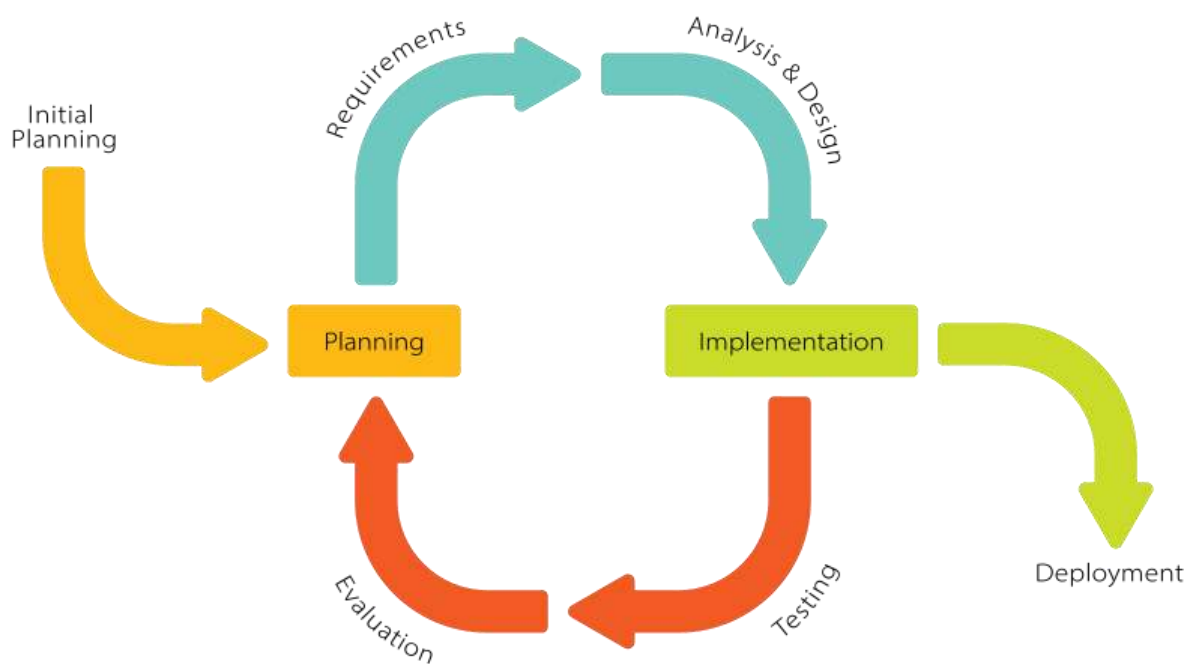 Requirements
Analysis & Design
Initial
Planning
Planning
Implementation
Evaluation
Testing
Deployment